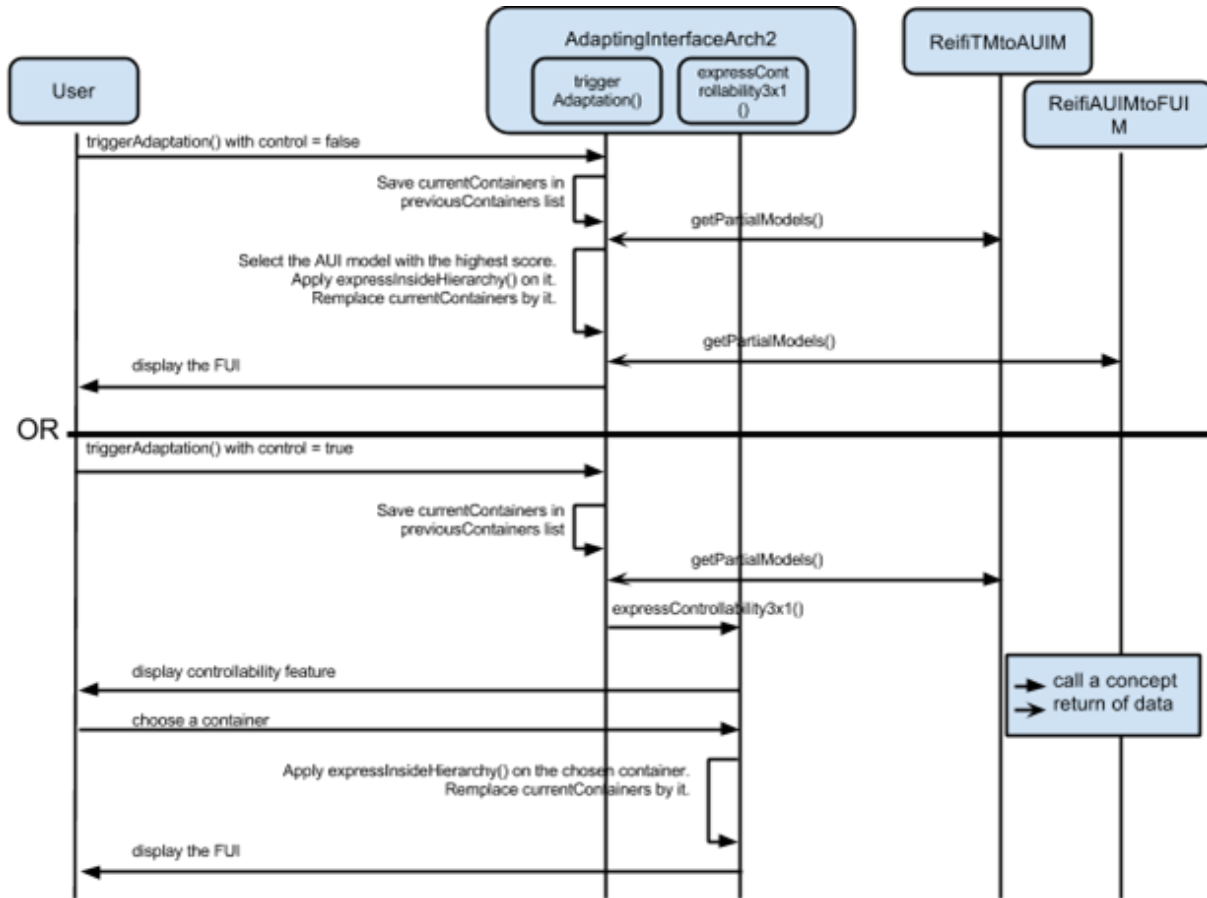 User
AdaptingInterfaceArch2
trigger
Adaptation()
expressCont
rollability3x1
()
ReifiTMtoAUIM
ReifiAUIMtoFUI
M
triggerAdaptation() with control = false
Save currentContainers in
previousContainers list
getPartialModels()
Select the AUI model with the highest score.
Apply expressInsideHierarchy() on it.
Remplace currentContainers by it.
getPartialModels()
display the FUI
OR
triggerAdaptation() with control = true
Save currentContainers in
previousContainers list
getPartialModels()
expressControllability3x1()
display controllability feature
call a concept
return of data
choose a container
Apply expressInsideHierarchy() on the chosen container.
Remplace currentContainers by it.
display the FUI